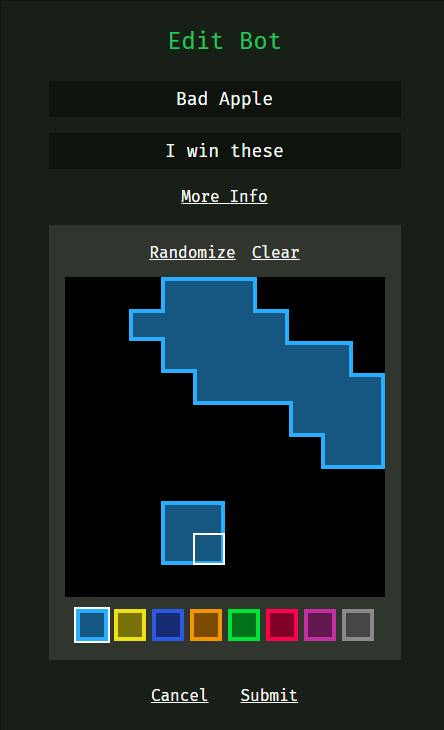 Edit Bot
Bad Apple
I win these
More Info
Randomize Clear
Cancel Submit